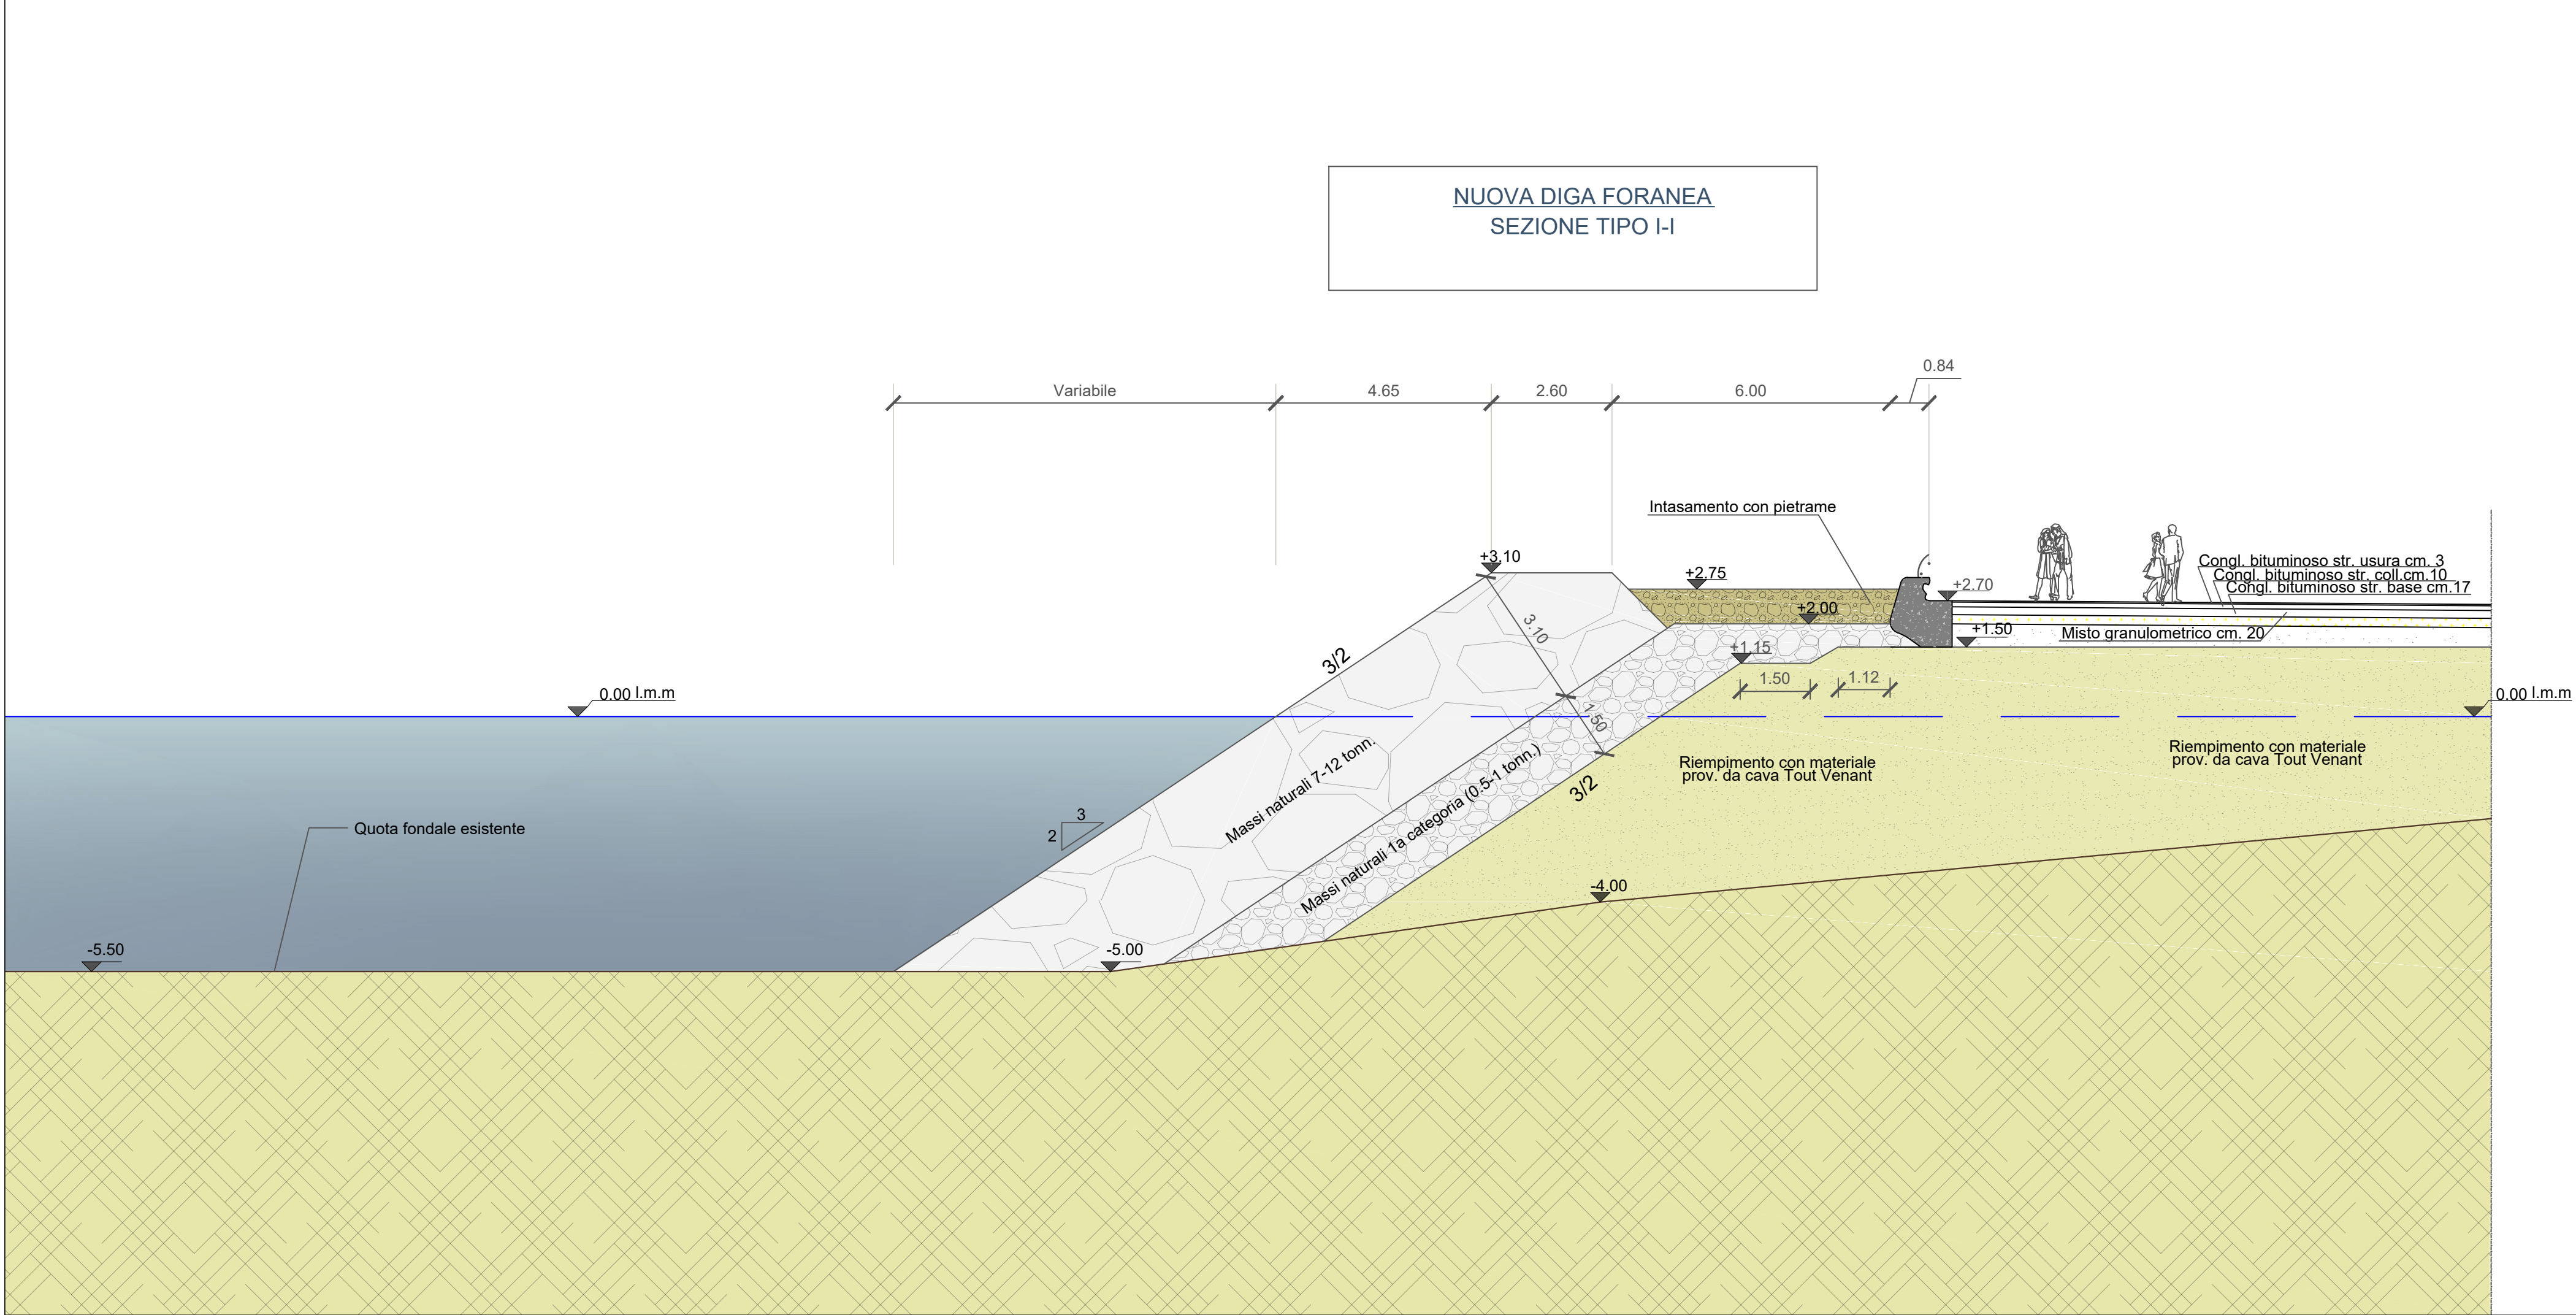 NUOVA DIGA FORANEA
SEZIONE TIPO I-I
0.84
Variabile
4.65
2.60
6.00
Intasamento con pietrame
+3.10
+2.75
+2.70
+2.00
+1.50
+1.15
Congl. bituminoso str. usura cm. 3
Congl. bituminoso str. coll.cm.10
Congl. bituminoso str. base cm.17
Misto granulometrico cm. 20
3.10
1.50
1.50
1.12
3/2
3/2
0.00 l.m.m
0.00 l.m.m
Massi naturali 7-12 tonn.
Massi naturali 1a categoria (0.5-1 tonn.)
Riempimento con materiale
prov. da cava Tout Venant
Riempimento con materiale
prov. da cava Tout Venant
3
2
Quota fondale esistente
-4.00
-5.50
-5.00